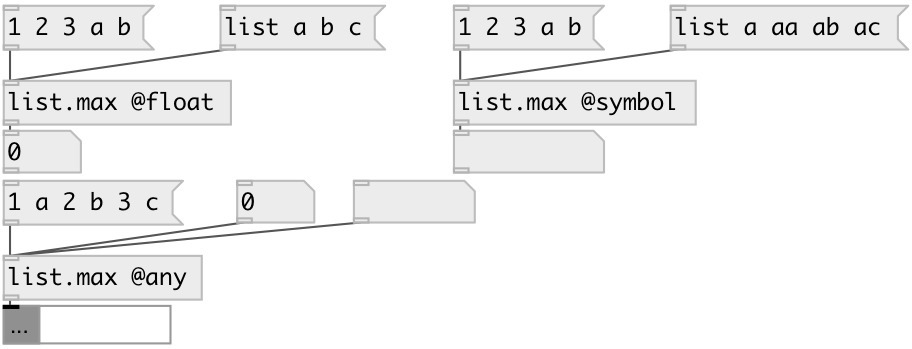 1 2 3 a b
list a b c
1 2 3 a b
list a aa ab ac
list.max @float
list.max @symbol
0
1 a 2 b 3 c
0
list.max @any
...